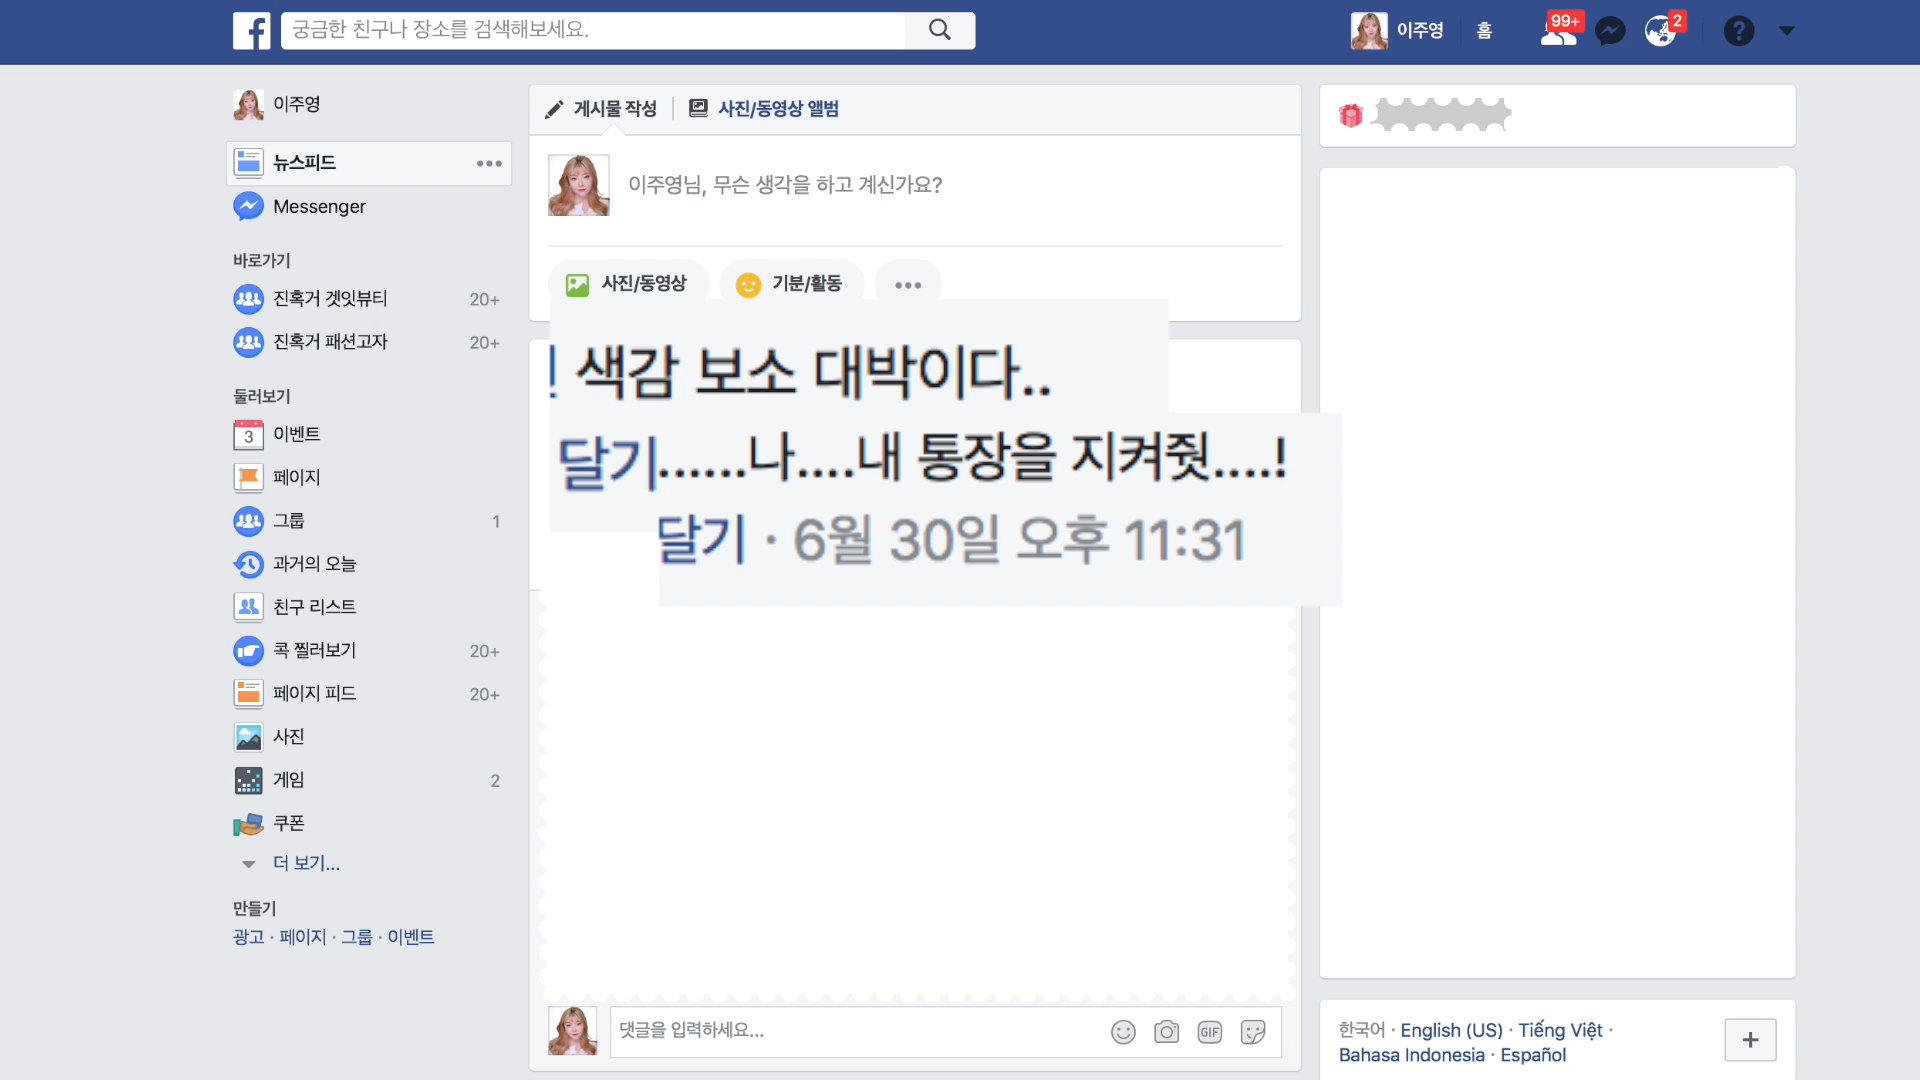 궁금한 친구나 장소를 검색해보세요.
이주영
홈
99+
2
?
이주영
뉴스피드
Messenger
바로가기
진혹거 겟잇뷰티 20+
진혹거 패션고자 20+
둘러보기
3 이벤트
페이지
그룹 1
과거의 오늘
친구 리스트
콕 찔러보기 20+
페이지 피드 20+
사진
게임 2
쿠폰
더 보기...
만들기
광고 · 페이지 · 그룹 · 이벤트
게시물 작성
사진/동영상 앨범
이주영님, 무슨 생각을 하고 계신가요?
사진/동영상
기분/활동
색감 보소 대박이다..
달기......나....내 통장을 지켜줫....!
달기 · 6월 30일 오후 11:31
댓글을 입력하세요...
GIF
한국어 · English (US) · Tiếng Việt ·
Bahasa Indonesia · Español
+